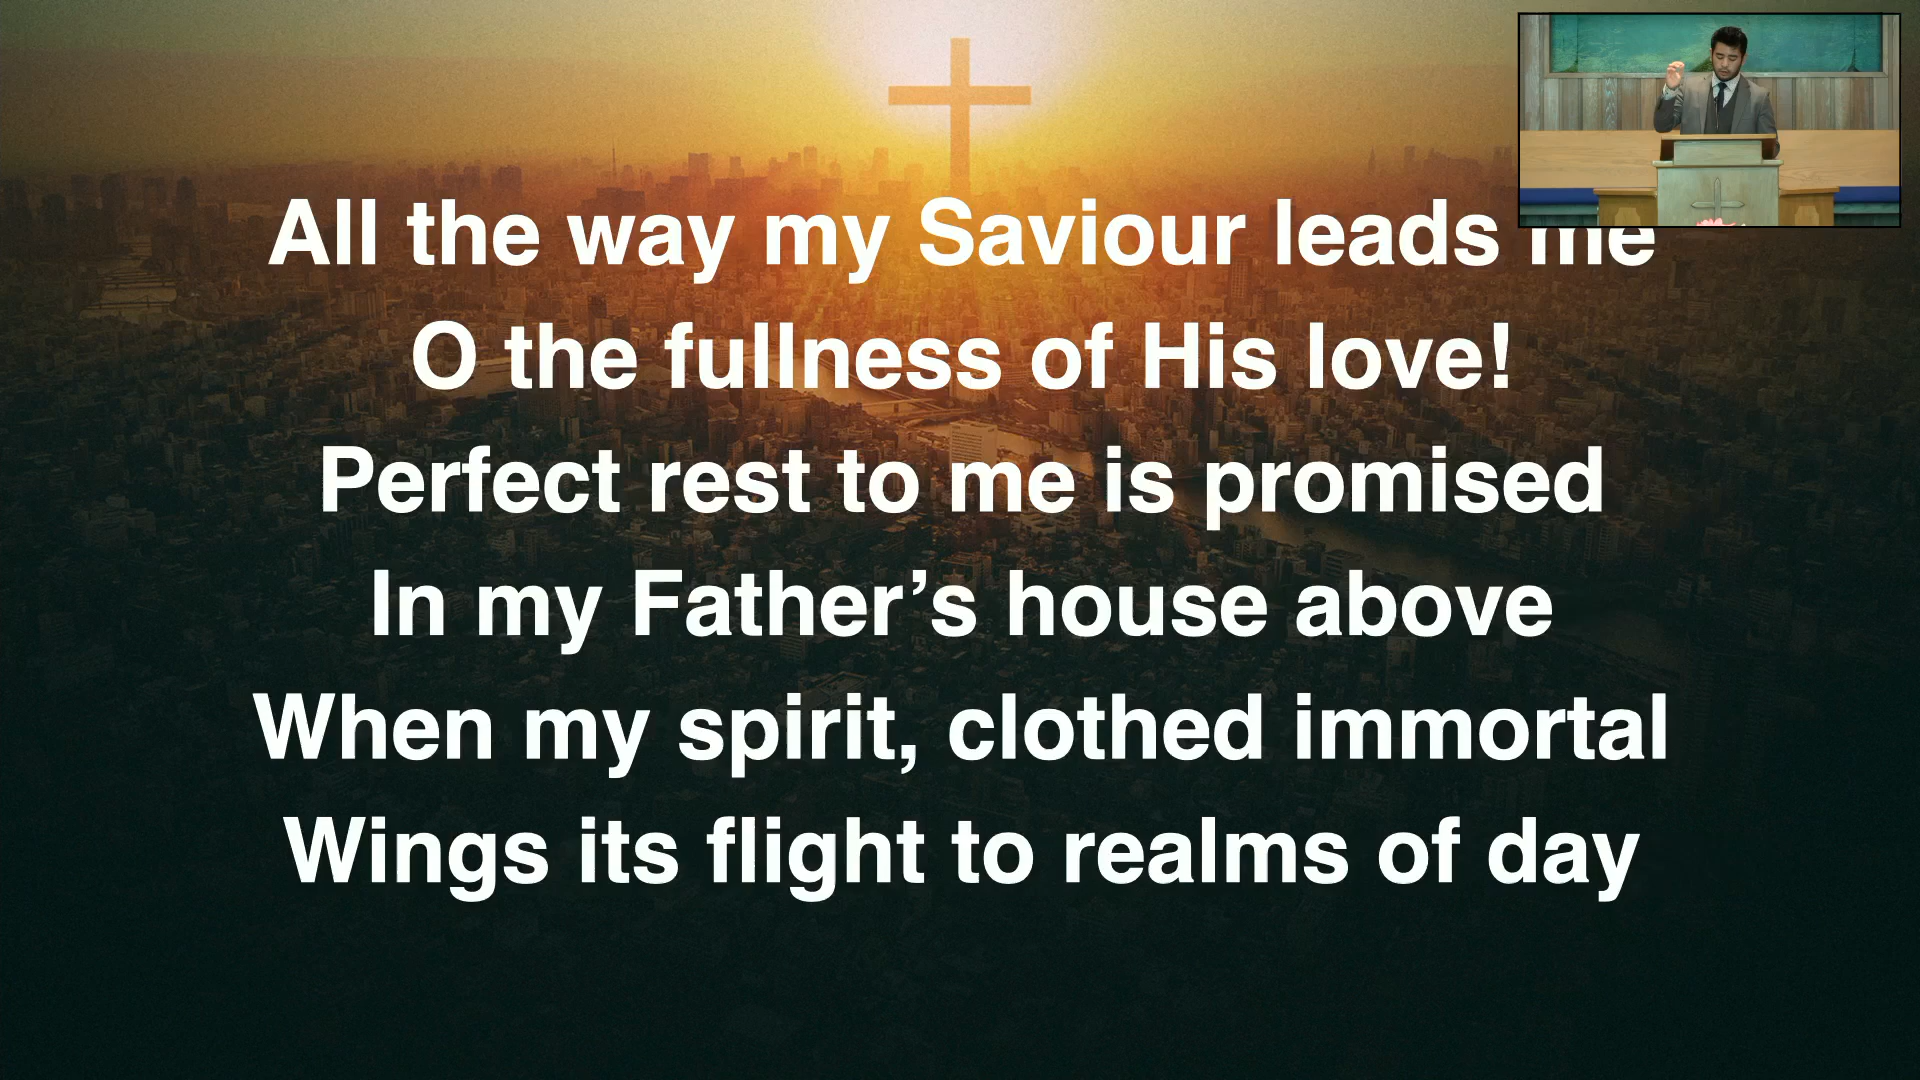 All the way my Saviour leads me
O the fullness of His love!
Perfect rest to me is promised
In my Father’s house above
When my spirit, clothed immortal
Wings its flight to realms of day